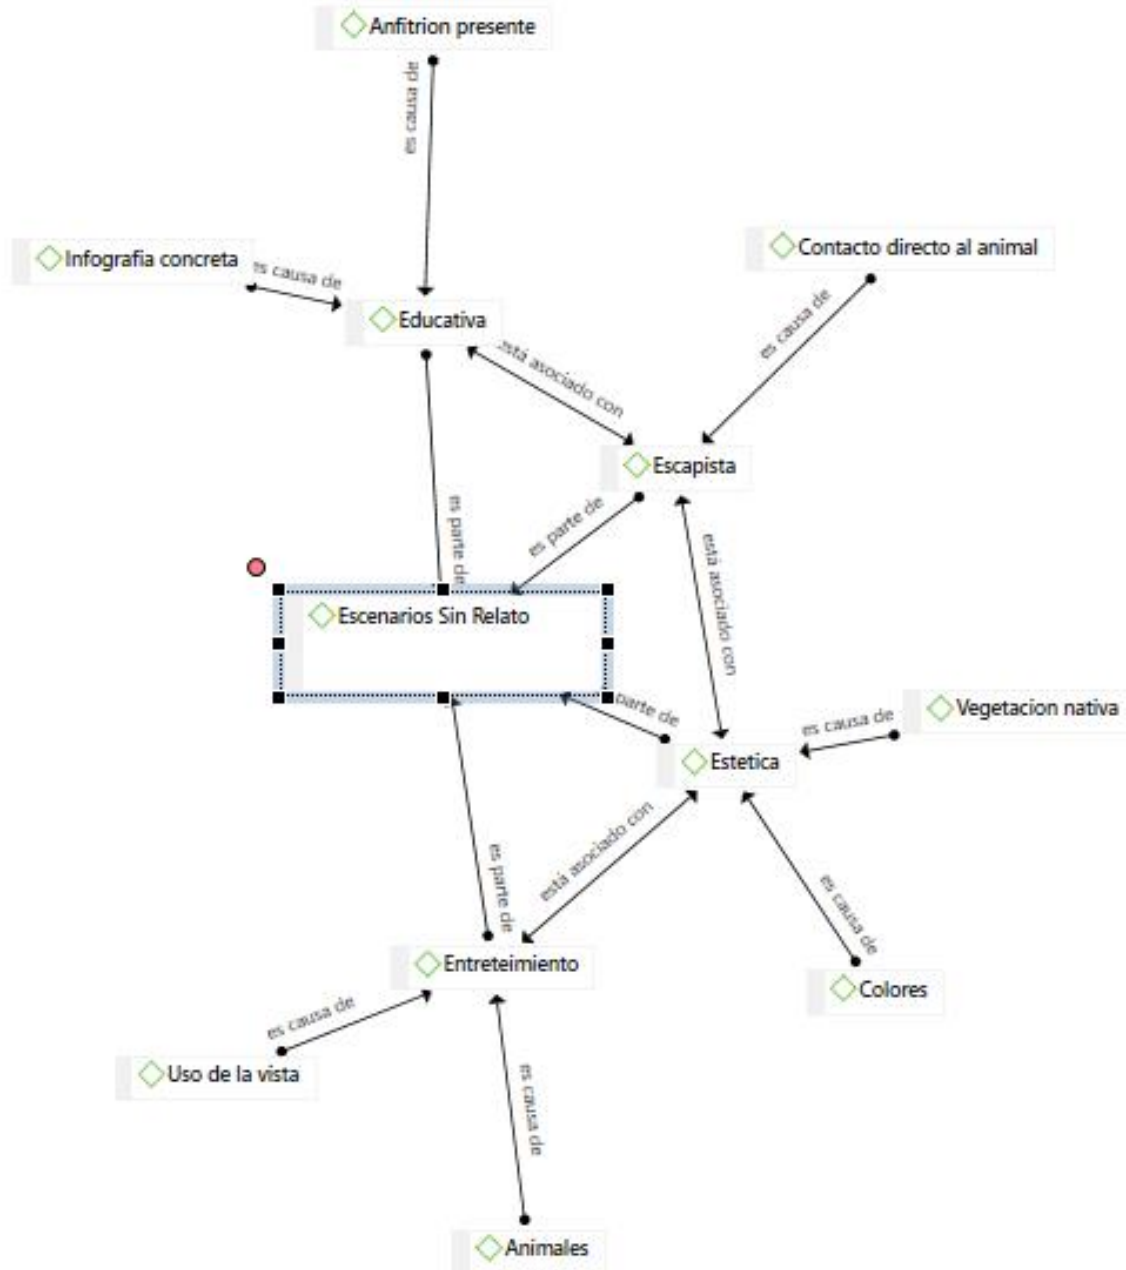 Anfitrion presente
es causa de
Infografia concreta
es causa de
Contacto directo al animal
es causa de
Educativa
está asociado con
Escapista
es parte de
es parte de
está asociado con
Escenarios Sin Relato
parte de
Vegetacion nativa
es causa de
Estetica
está asociado con
es parte de
es causa de
Entreteimiento
Colores
es causa de
Uso de la vista
es causa de
Animales